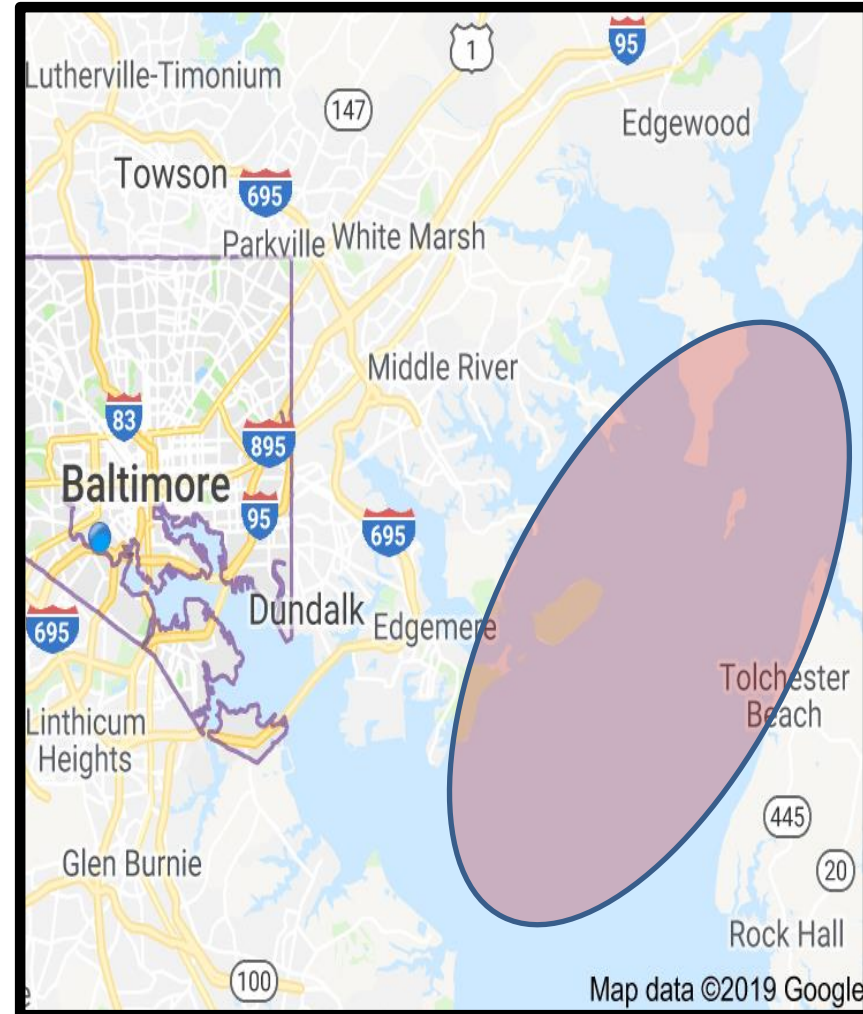 1
95
Lutherville-Timonium
147
Edgewood
Towson
695
Parkville
White Marsh
Middle River
83
895
Baltimore
95
695
Dundalk
Edgemere
695
Tolchester
Beach
Linthicum
Heights
445
Glen Burnie
20
Rock Hall
100
Map data ©2019 Google